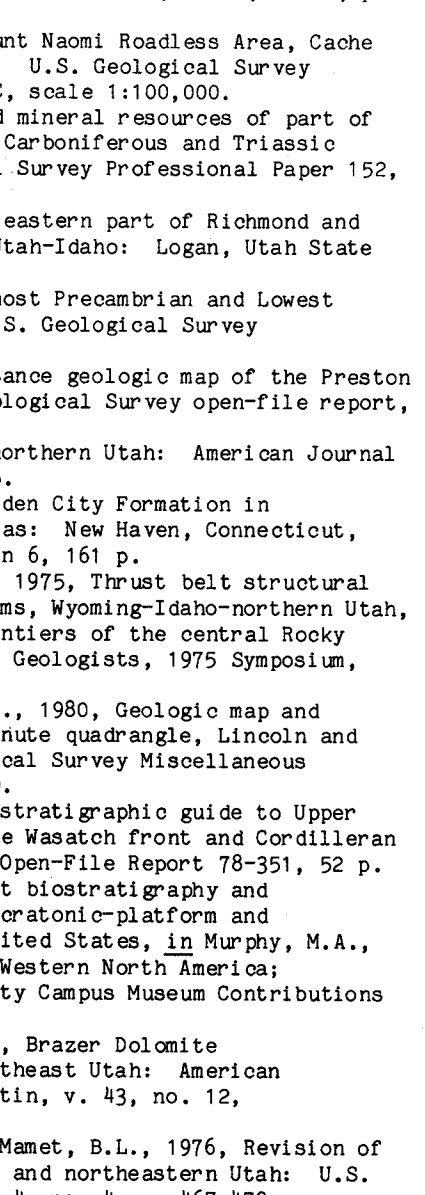 nt Naomi Roadless Area, Cache
U.S. Geological Survey
, scale 1:100,000.
mineral resources of part of
Carboniferous and Triassic
Survey Professional Paper 152,
eastern part of Richmond and
Utah-Idaho: Logan, Utah State
most Precambrian and Lowest
S. Geological Survey
sance geologic map of the Preston
ological Survey open-file report,
northern Utah: American Journal
.
den City Formation in
as: New Haven, Connecticut,
n 6, 161 p.
1975, Thrust belt structural
ms, Wyoming-Idaho-northern Utah,
ntiers of the central Rocky
Geologists, 1975 Symposium,
., 1980, Geologic map and
nute quadrangle, Lincoln and
cal Survey Miscellaneous
.
stratigraphic guide to Upper
e Wasatch front and Cordilleran
Open-File Report 78-351, 52 p.
t biostratigraphy and
cratonic-platform and
ited States, in Murphy, M.A.,
Western North America;
ty Campus Museum Contributions
, Brazer Dolomite
theast Utah: American
tin, v. 43, no. 12,
Mamet, B.L., 1976, Revision of
and northeastern Utah: U.S.